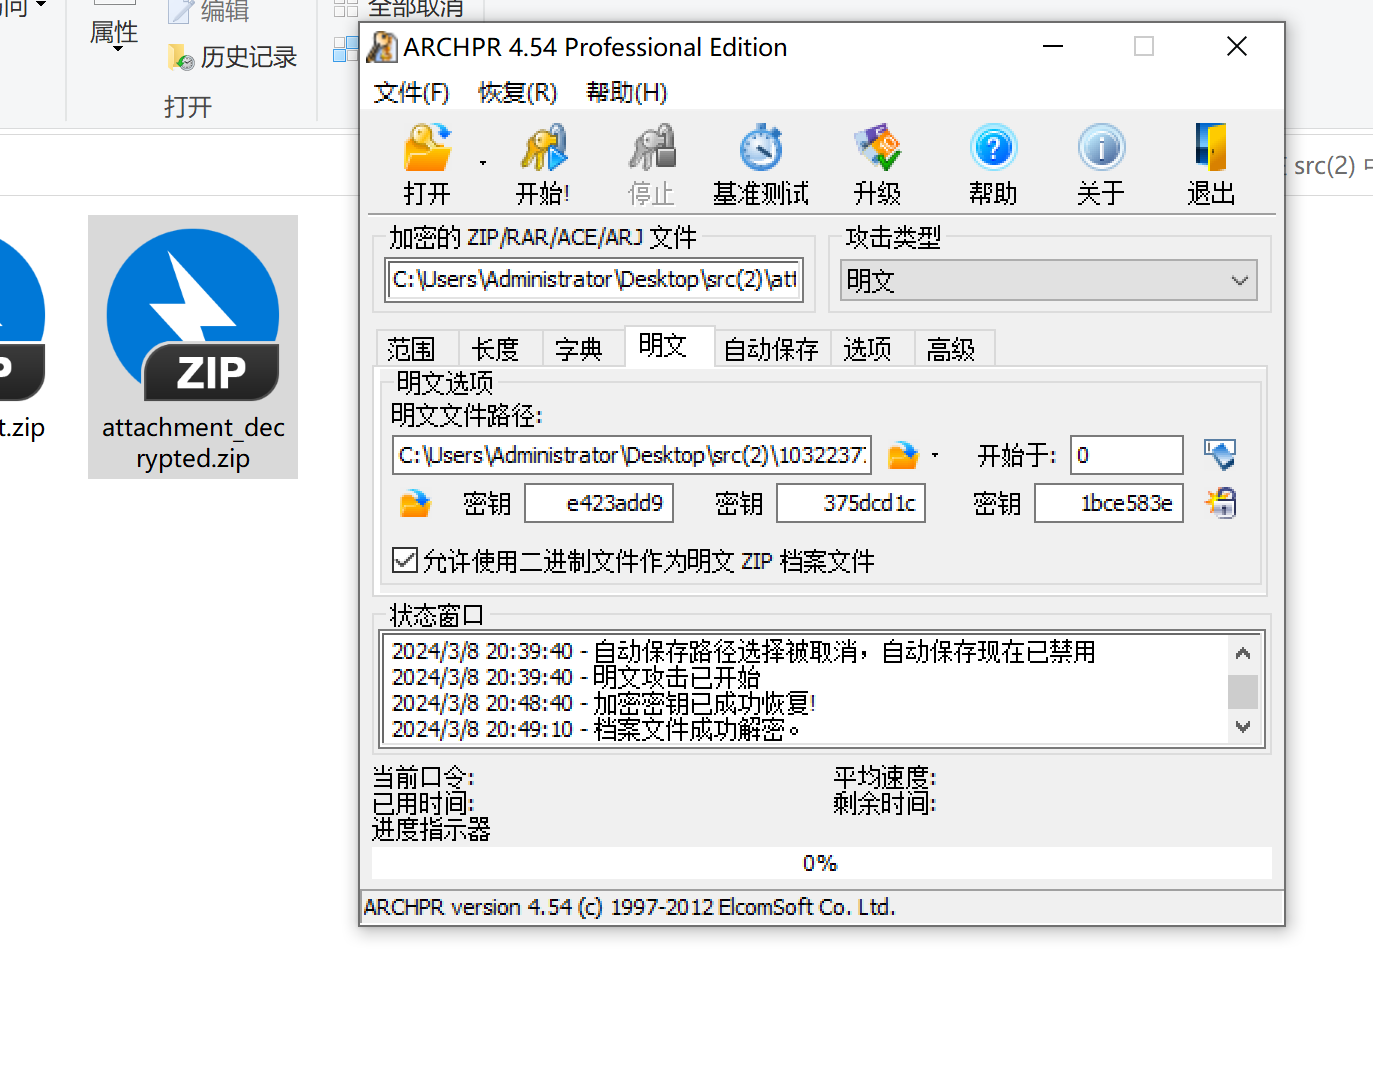 问
属性
编辑
历史记录
打开
全部取消
ARCHPR 4.54 Professional Edition
文件(F) 恢复(R) 帮助(H)
打开 开始! 停止 基准测试 升级 帮助 关于 退出
src(2) 中
加密的 ZIP/RAR/ACE/ARJ 文件 攻击类型
C:\Users\Administrator\Desktop\src(2)\att 明文
范围 长度 字典 明文 自动保存 选项 高级
明文选项
明文文件路径:
C:\Users\Administrator\Desktop\src(2)\1032237 开始于: 0
密钥 e423add9 密钥 375dcd1c 密钥 1bce583e
允许使用二进制文件作为明文 ZIP 档案文件
状态窗口
2024/3/8 20:39:40 - 自动保存路径选择被取消，自动保存现在已禁用
2024/3/8 20:39:40 - 明文攻击已开始
2024/3/8 20:48:40 - 加密密钥已成功恢复!
2024/3/8 20:49:10 - 档案文件成功解密。
当前口令: 平均速度:
已用时间: 剩余时间:
进度指示器
0%
ARCHPR version 4.54 (c) 1997-2012 ElcomSoft Co. Ltd.
P
t.zip
ZIP
attachment_dec
rypted.zip